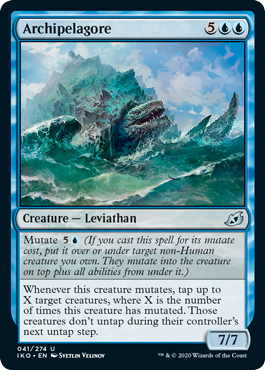 Archipelagore 5
Creature — Leviathan
Mutate 5 (If you cast this spell for its mutate
cost, put it over or under target non-Human
creature you own. They mutate into the creature
on top plus all abilities from under it.)
Whenever this creature mutates, tap up to
X target creatures, where X is the number
of times this creature has mutated. Those
creatures don't untap during their controller's
next untap step.
7/7
041/274 U
IKO • EN Svetlin Velinov ™ & © 2020 Wizards of the Coast